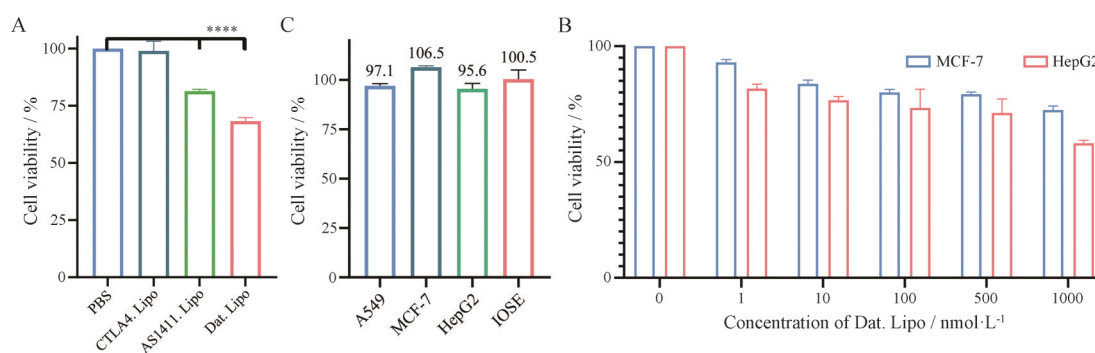 A
****
Cell viability / %
100
75
50
0
PBS
CTLA4. Lipo
AS1411. Lipo
Dat. Lipo
C
97.1
106.5
95.6
100.5
Cell viability / %
100
75
50
0
A549
MCF-7
HepG2
IOSE
B
MCF-7
HepG2
Cell viability / %
100
50
0
0 1 10 100 500 1000
Concentration of Dat. Lipo / nmol·L⁻¹